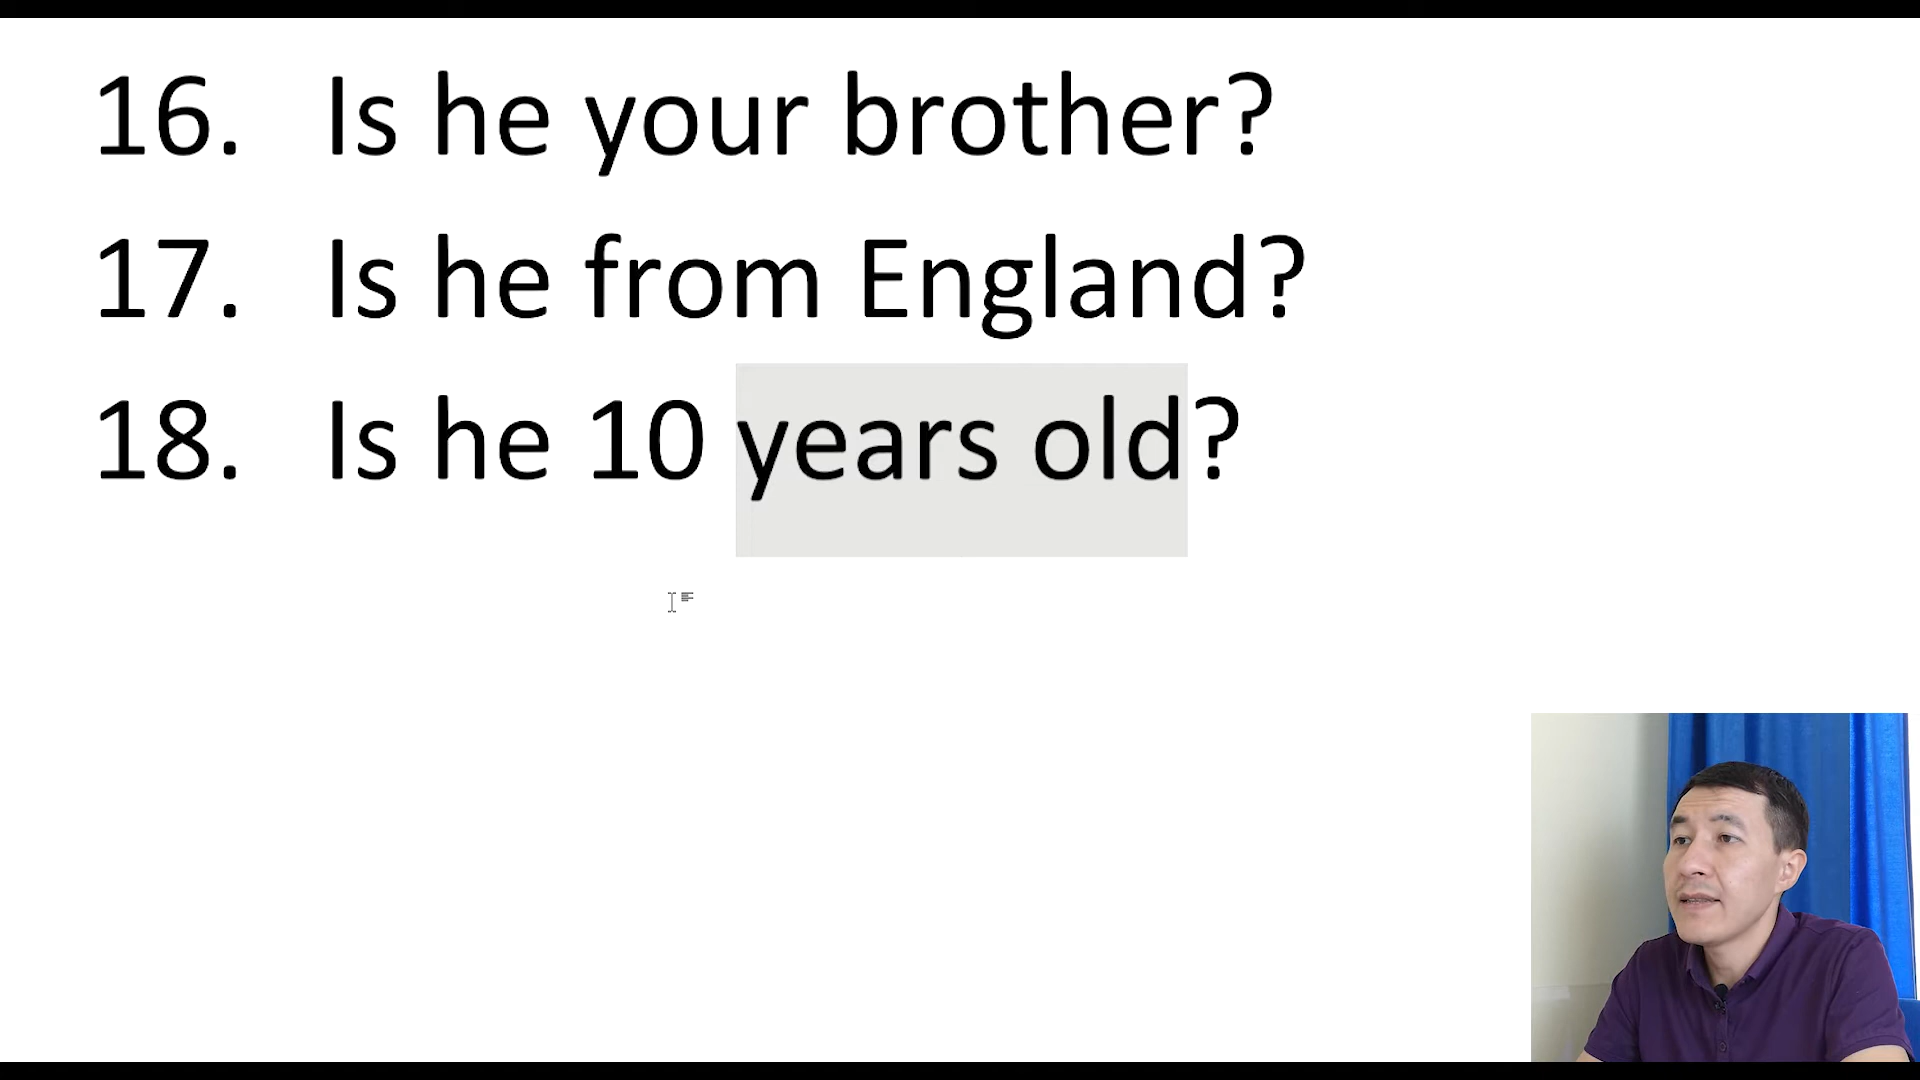 16. Is he your brother?
17. Is he from England?
18. Is he 10 years old?